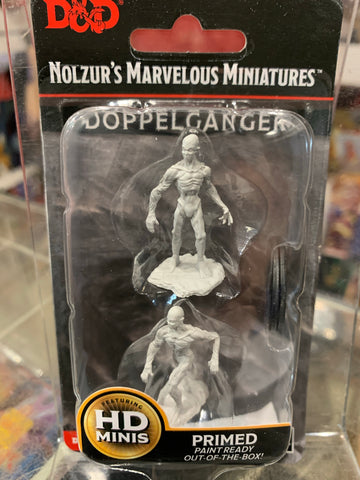 D&D
NOLZUR'S MARVELOUS MINIATURES™
DOPPELGANGER
FEATURING
HD
MINIS
PRIMED
PAINT READY
OUT-OF-THE-BOX!